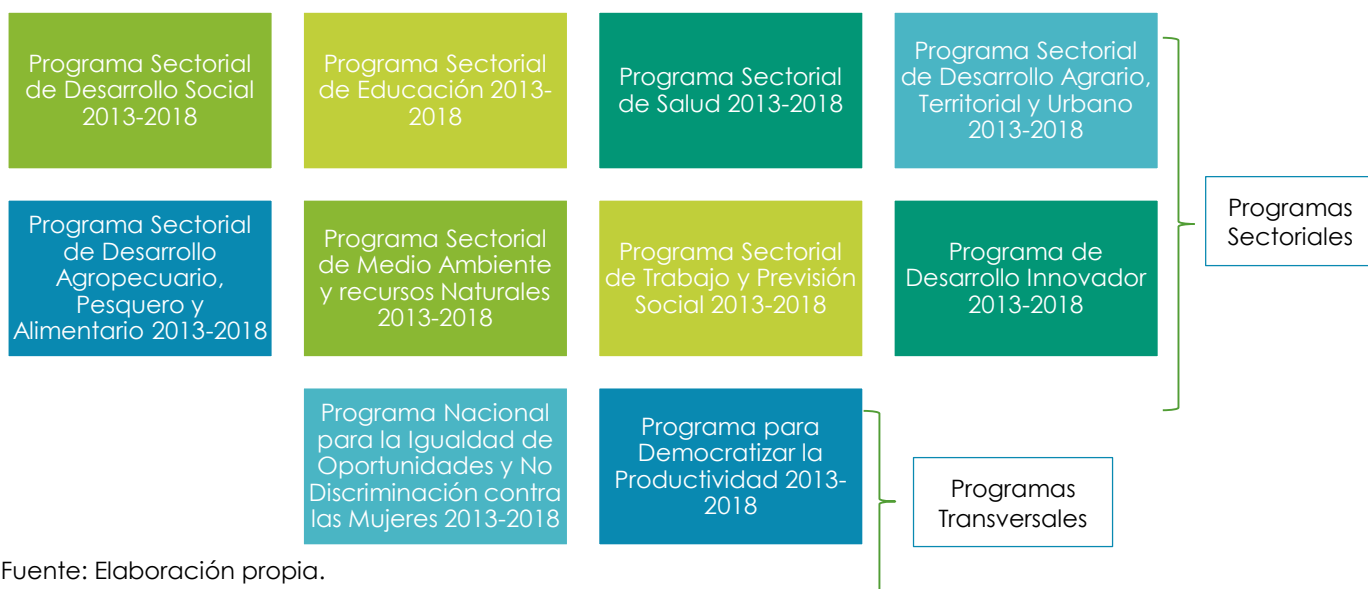 Programa Sectorial
de Desarrollo Social
2013-2018
Programa Sectorial
de Educación 2013-
2018
Programa Sectorial
de Salud 2013-2018
Programa Sectorial
de Desarrollo Agrario,
Territorial y Urbano
2013-2018
Programa Sectorial
de Desarrollo
Agropecuario,
Pesquero y
Alimentario 2013-2018
Programa Sectorial
de Medio Ambiente
y recursos Naturales
2013-2018
Programa Sectorial
de Trabajo y Previsión
Social 2013-2018
Programa de
Desarrollo Innovador
2013-2018
Programas
Sectoriales
Programa Nacional
para la Igualdad de
Oportunidades y No
Discriminación contra
las Mujeres 2013-2018
Programa para
Democratizar la
Productividad 2013-
2018
Programas
Transversales
Fuente: Elaboración propia.